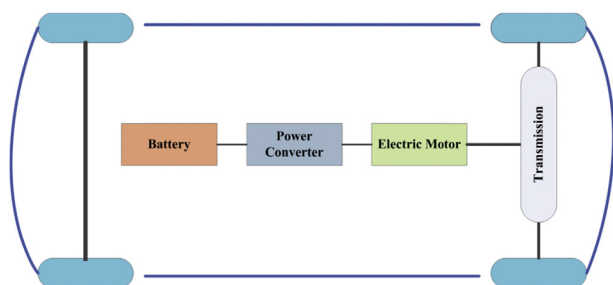 Battery
Power
Converter
Electric Motor
Transmission